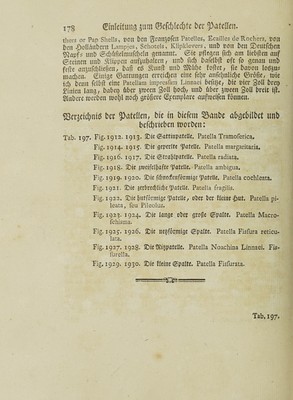 178 Einleitung zum Geschlechte der Patellen.
thors or Pan Shells, von den Franzosen Patelles, Ecailles de Rochers, von
den Holländern Lampjes, Schotels, Klipklevers, und von den Deutschen
Napf- und Schüsselmuscheln genannt. Sie pflegen sich am liebsten auf
Steinen und Klippen aufzuhalten, und sich daselbst oft so genau und
feste anzuschließen, daß es Kunst und Mühe kostet, sie davon loszu-
machen. Einige Gattungen erreichen eine sehr ansehnliche Größe, wie
ich denn selbst eine Patellam impressam Linnaei besitze, die vier Zoll drey
Linien lang, dabey über zween Zoll hoch, und über zween Zoll breit ist.
Andere werden wohl noch größere Exemplare aufweisen können.
Verzeichnis der Patellen, die in diesem Bande abgebildet und
beschrieben worden:
Tab. 197. Fig. 1912. 1913. Die Sattnpatelle. Patella Tramoserica.
Fig. 1914. 1915. Die geperlte Patelle. Patella margaritaria.
Fig. 1916. 1917. Die Strahlpatelle. Patella radiata.
Fig. 1918. Die zweifelhafte Patelle. Patella ambigua.
Fig. 1919. 1920. Die schneckenförmige Patelle. Patella cochleata.
Fig. 1921. Die zerbrechliche Patelle. Patella fragilis.
Fig. 1922. Die hutförmige Patelle, oder der kleine Hut. Patella pi-
leata, seu Pileolus.
Fig. 1923. 1924. Die lange oder große Spalte. Patella Macro-
schisma.
Fig. 1925. 1926. Die netzförmige Spalte. Patella Fissura reticu-
lata.
Fig. 1927. 1928. Die Ritzpatelle. Patella Noachina Linnaei. Fis-
surella.
Fig. 1929. 1930. Die kleine Spalte. Patella Fissurata.
Tab. 197.